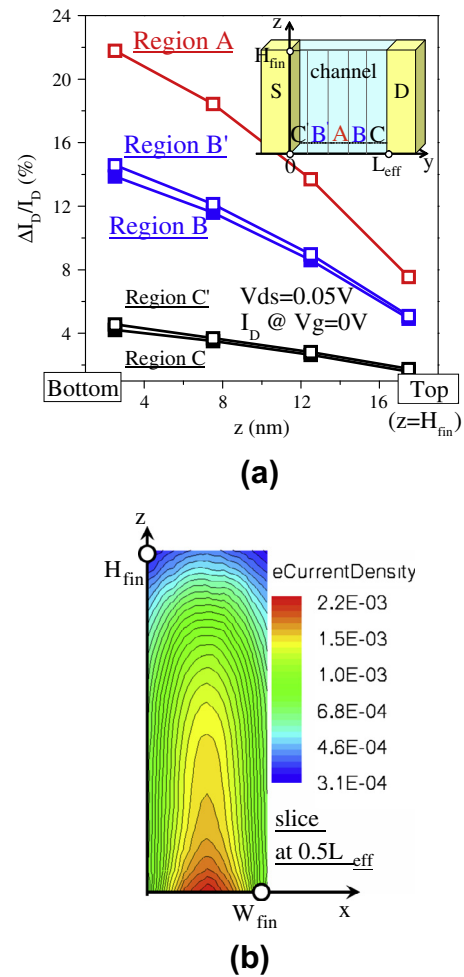 24
20
16
12
8
4
ΔI_D/I_D (%)
Region A
Region B'
Region B
Region C'
Region C
z
H_fin
channel
S
D
C' B' A B C
0
L_eff
y
Vds=0.05V
I_D @ Vg=0V
Bottom
Top
4
8
12
16
z (nm)
(z=H_fin)
(a)
z
H_fin
eCurrentDensity
2.2E-03
1.5E-03
1.0E-03
6.8E-04
4.6E-04
3.1E-04
slice
at 0.5L_eff
W_fin
x
(b)